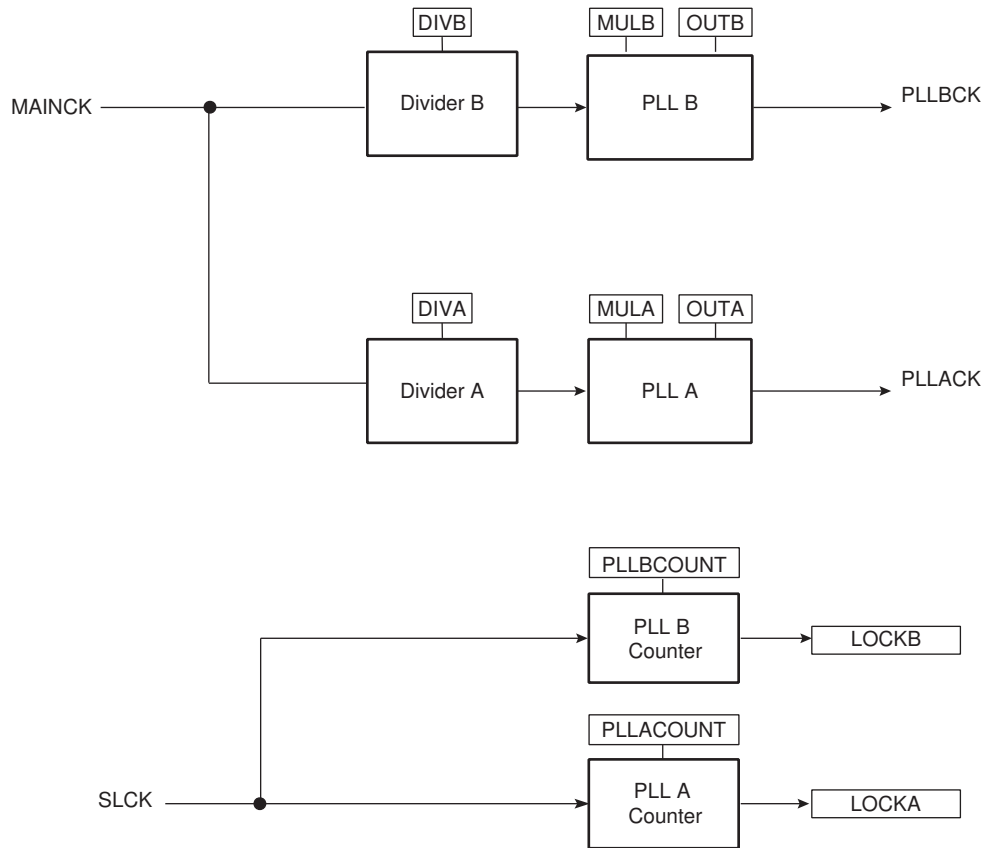 DIVB
MULB
OUTB
MAINCK
Divider B
PLL B
PLLBCK
DIVA
MULA
OUTA
Divider A
PLL A
PLLACK
PLLBCOUNT
PLL B
Counter
LOCKB
PLLACOUNT
SLCK
PLL A
Counter
LOCKA